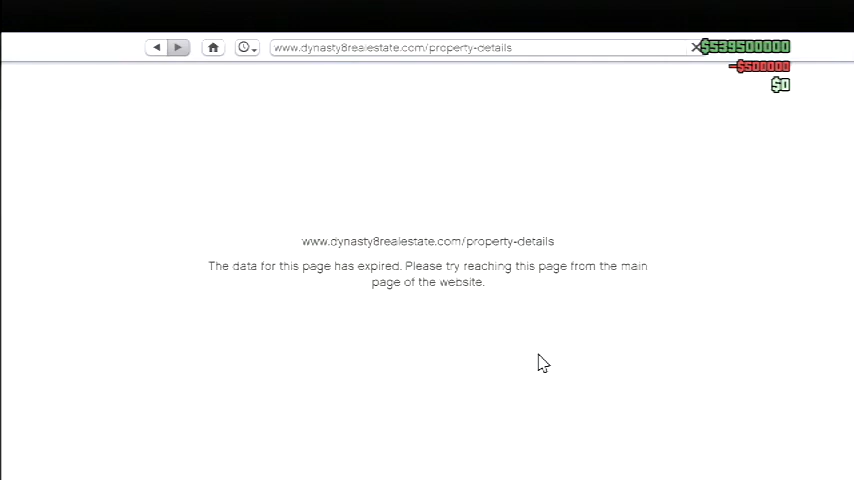 www.dynasty8realestate.com/property-details
$539500000
-$500000
$0
www.dynasty8realestate.com/property-details
The data for this page has expired. Please try reaching this page from the main
page of the website.